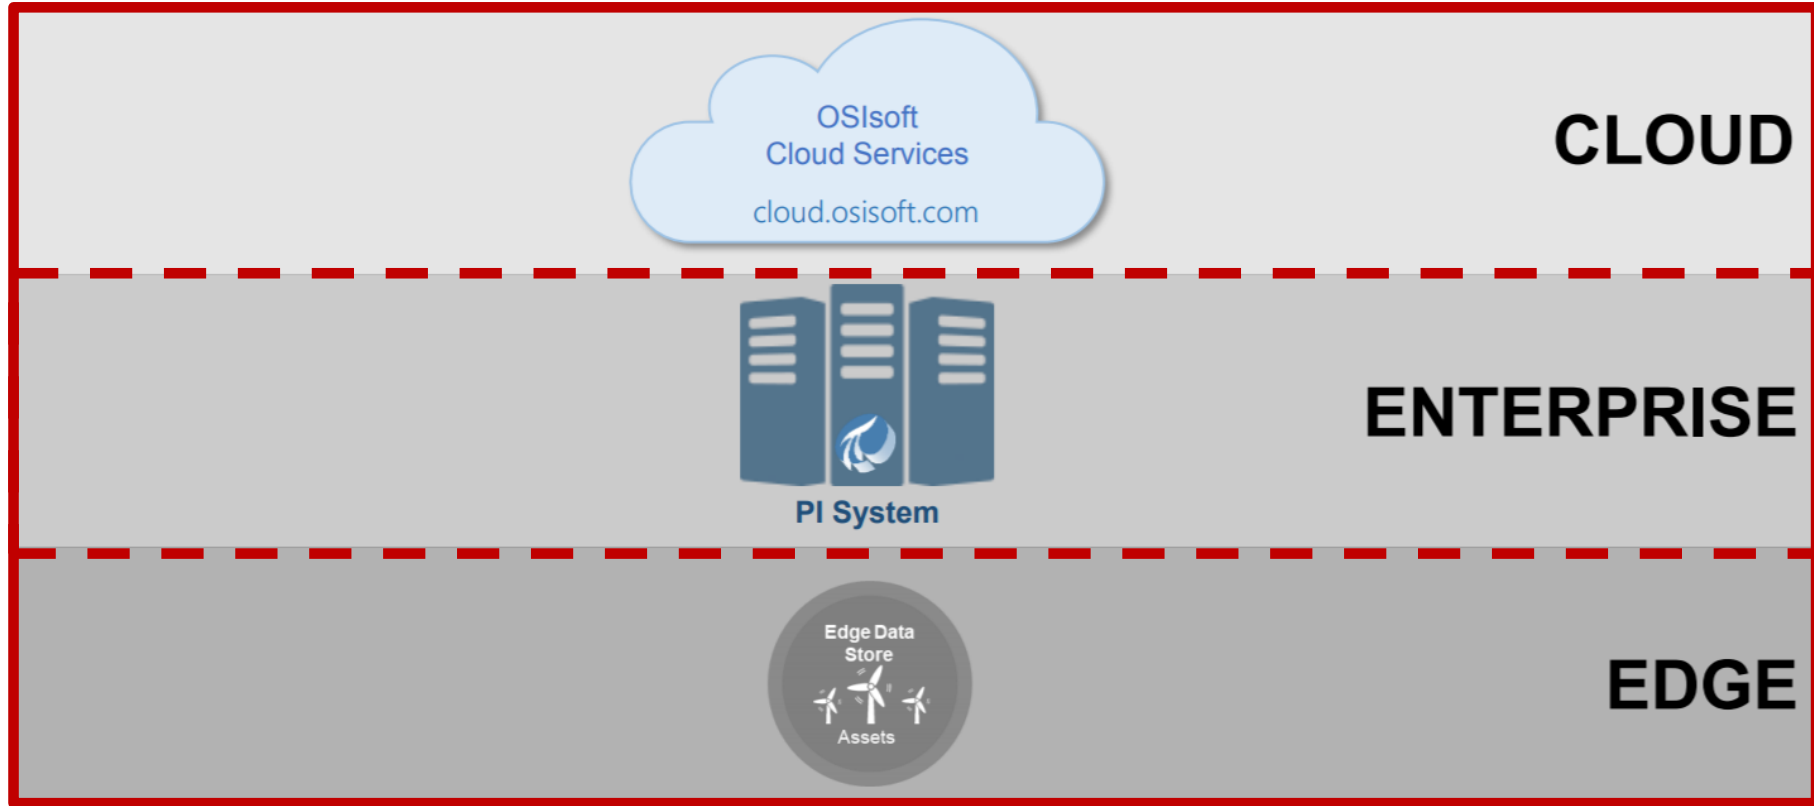 OSIsoft
Cloud Services
cloud.osisoft.com
CLOUD
PI System
ENTERPRISE
Edge Data
Store
Assets
EDGE